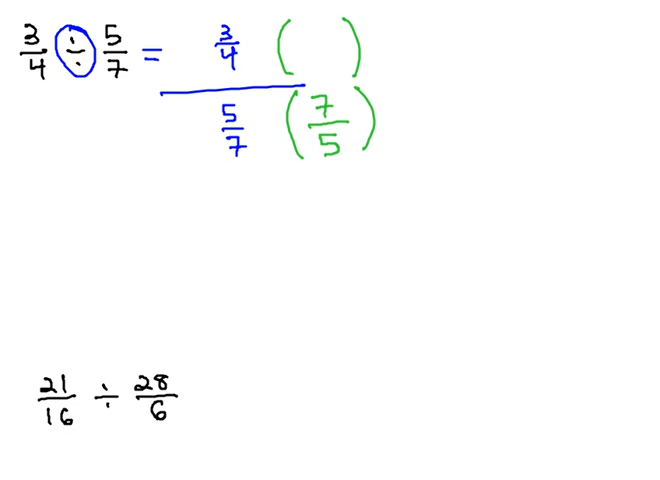 3/4 ÷ 5/7 = (3/4 ( )) / (5/7 (7/5))
21/16 ÷ 28/6